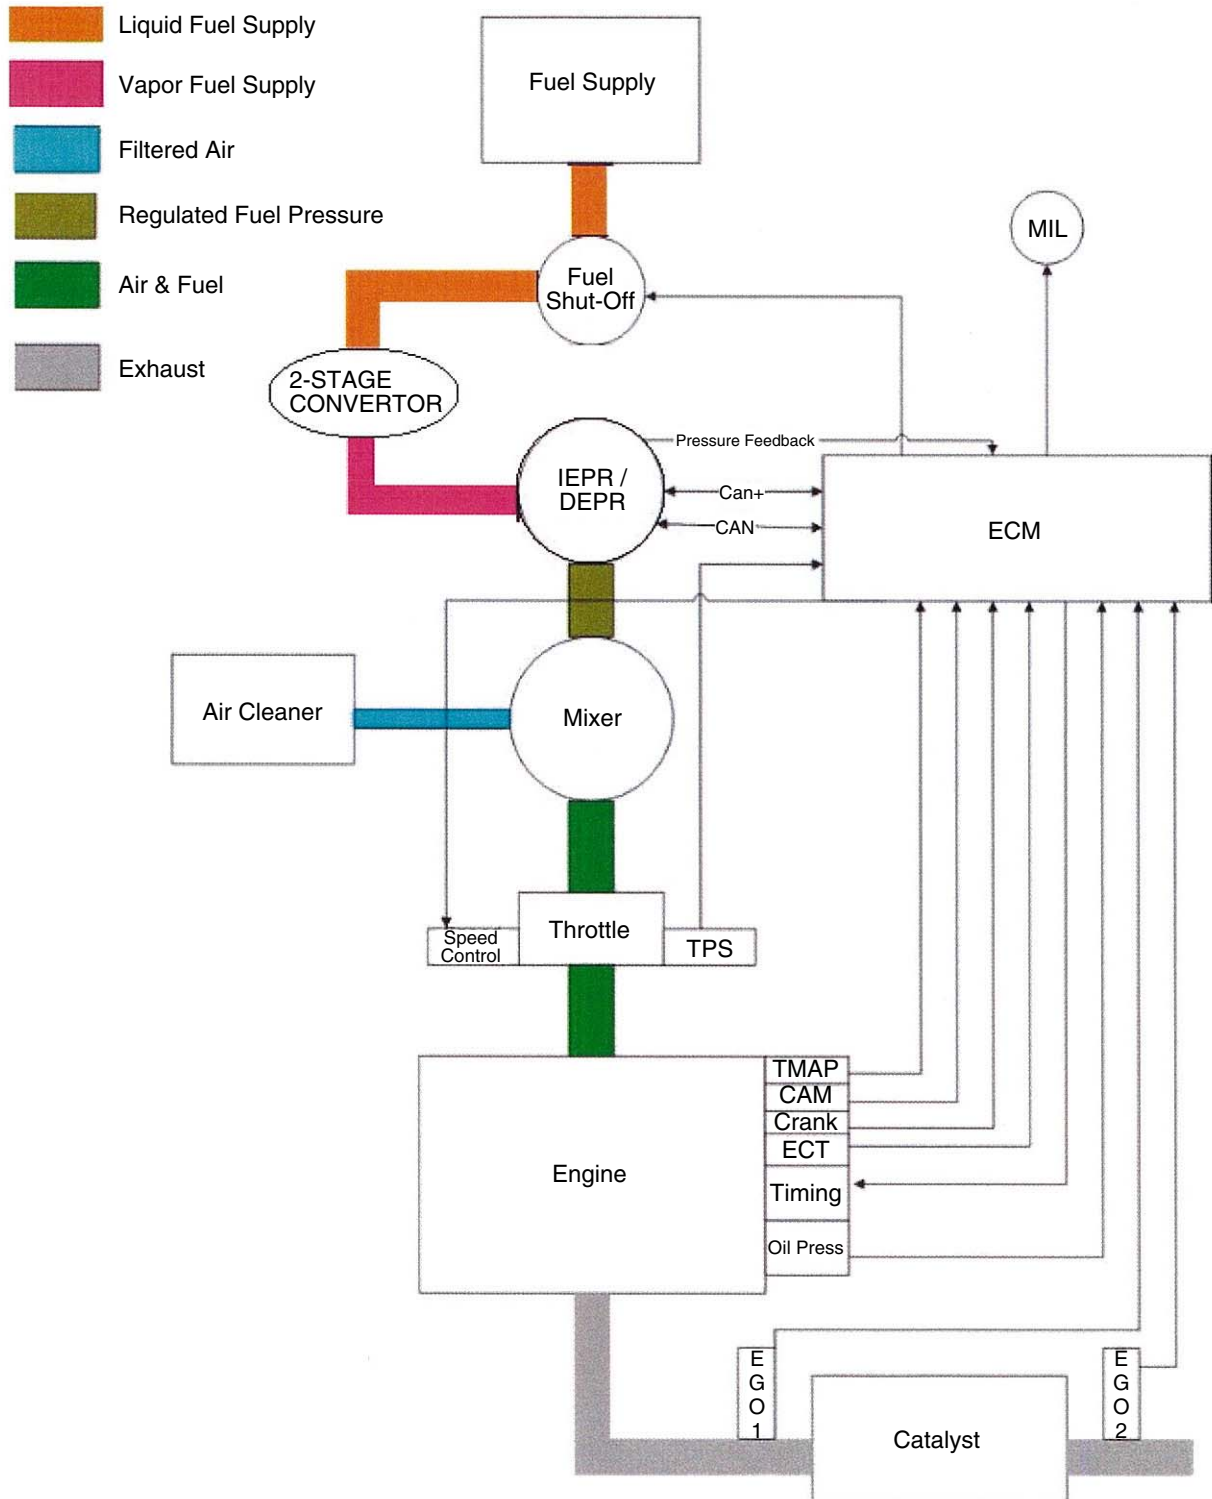 Liquid Fuel Supply
Vapor Fuel Supply
Filtered Air
Regulated Fuel Pressure
Air & Fuel
Exhaust
Fuel Supply
MIL
Fuel
Shut-Off
2-STAGE
CONVERTOR
IEPR /
DEPR
Pressure Feedback
Can+
CAN
ECM
Air Cleaner
Mixer
Speed
Control
Throttle
TPS
Engine
TMAP
CAM
Crank
ECT
Timing
Oil Press
E
G
O
1
Catalyst
E
G
O
2